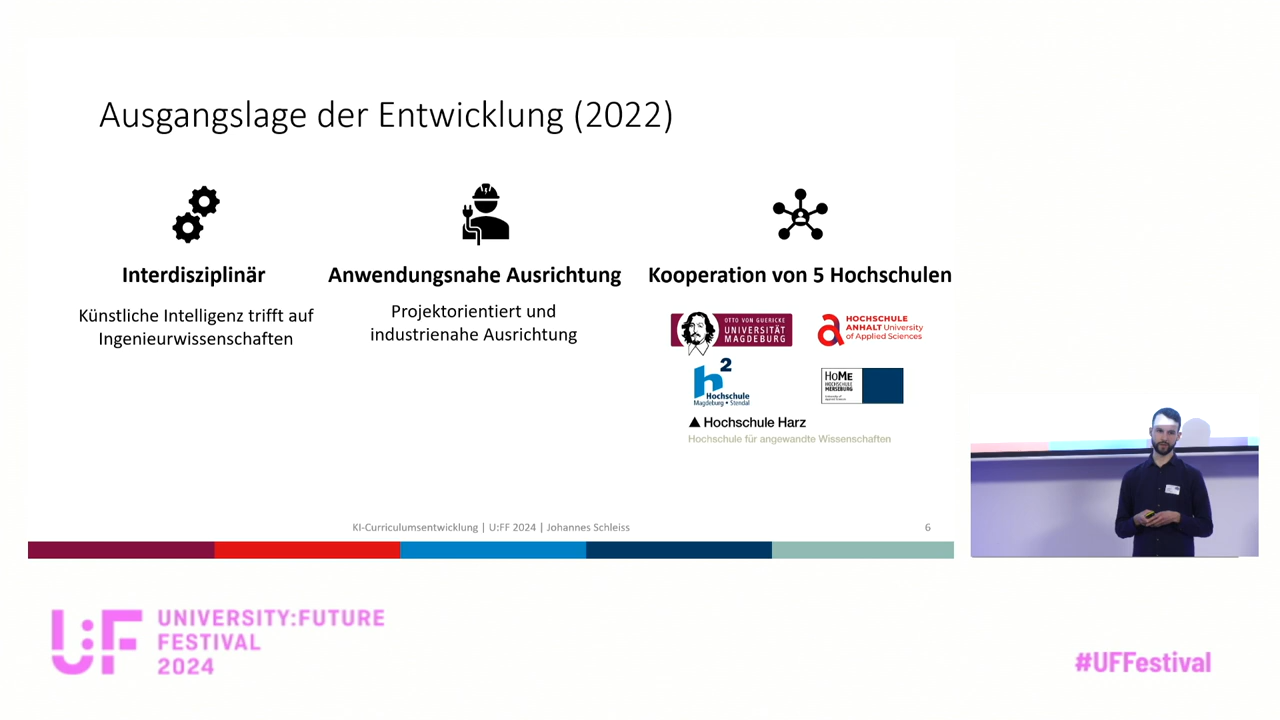 Ausgangslage der Entwicklung (2022)
Interdisziplinär
Künstliche Intelligenz trifft auf
Ingenieurwissenschaften
Anwendungsnahe Ausrichtung
Projektorientiert und
industrienahe Ausrichtung
Kooperation von 5 Hochschulen
OTTO VON GUERICKE
UNIVERSITÄT
MAGDEBURG
HOCHSCHULE
ANHALT University
of Applied Sciences
h2
Hochschule
Magdeburg • Stendal
HOME
HOCHSCHULE
MERSEBURG
Hochschule Harz
Hochschule für angewandte Wissenschaften
KI-Curriculumsentwicklung | U:FF 2024 | Johannes Schleiss
6
U:F
UNIVERSITY:FUTURE
FESTIVAL
2024
#UFFestival